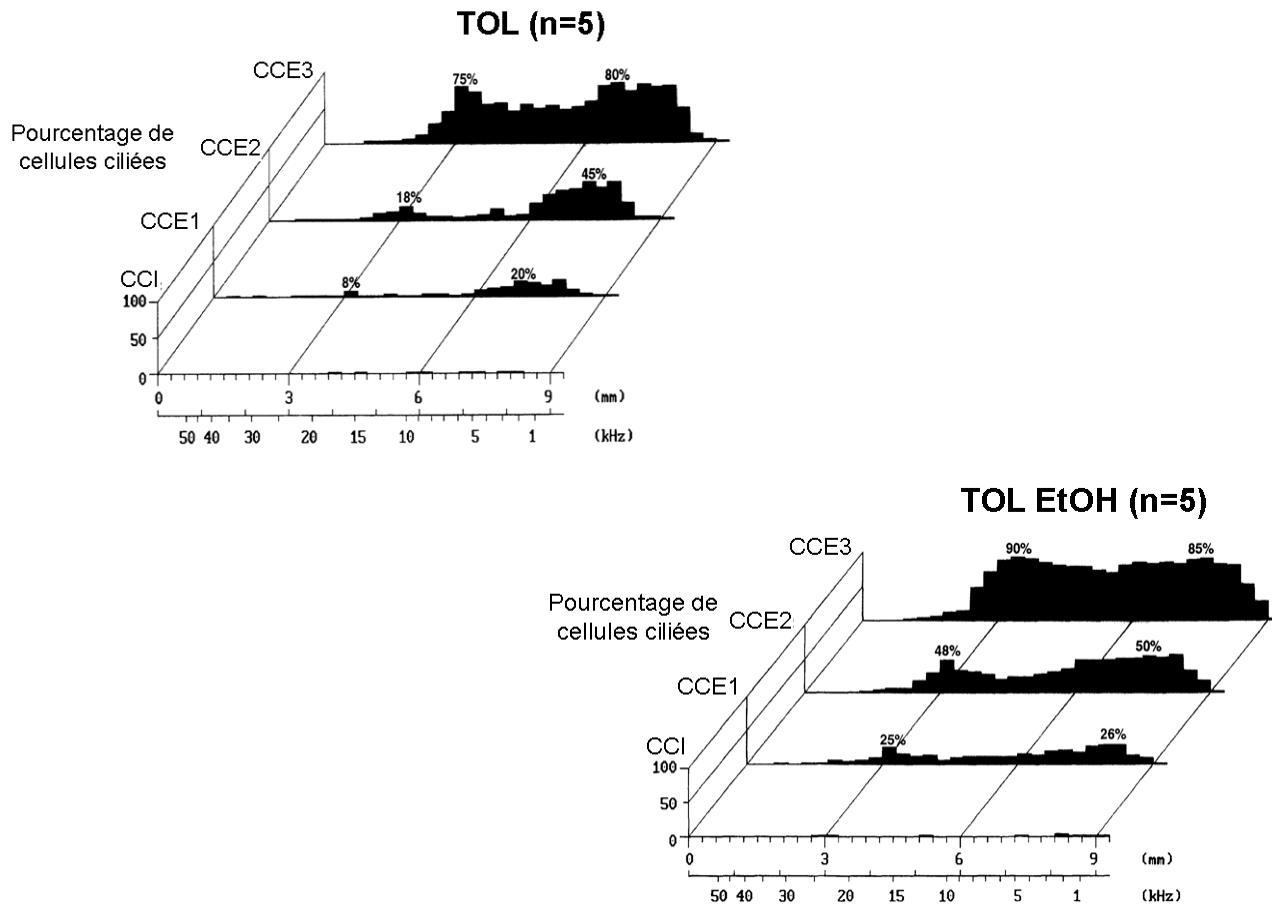 TOL (n=5)
CCE3
75%
80%
Pourcentage de
cellules ciliées
CCE2
18%
45%
CCE1
8%
20%
CCI
100
50
0
0 3 6 9 (mm)
50 40 30 20 15 10 5 1 (kHz)
TOL EtOH (n=5)
CCE3
90%
85%
Pourcentage de
cellules ciliées
CCE2
48%
50%
CCE1
25%
26%
CCI
100
50
0
0 3 6 9 (mm)
50 40 30 20 15 10 5 1 (kHz)